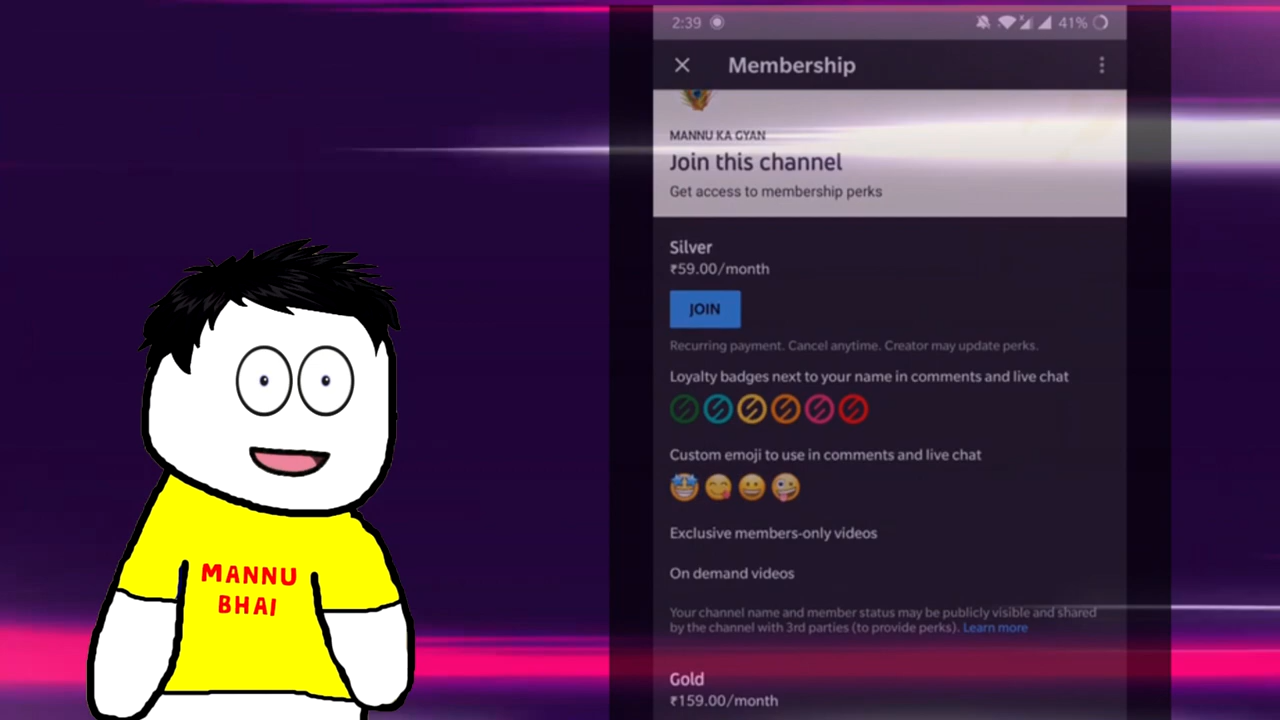 2:39
41%
Membership
MANNU KA GYAN
Join this channel
Get access to membership perks
Silver
₹59.00/month
JOIN
Recurring payment. Cancel anytime. Creator may update perks.
Loyalty badges next to your name in comments and live chat
Custom emoji to use in comments and live chat
Exclusive members-only videos
On demand videos
Your channel name and member status may be publicly visible and shared
by the channel with 3rd parties (to provide perks). Learn more
Gold
₹159.00/month
MANNU
BHAI